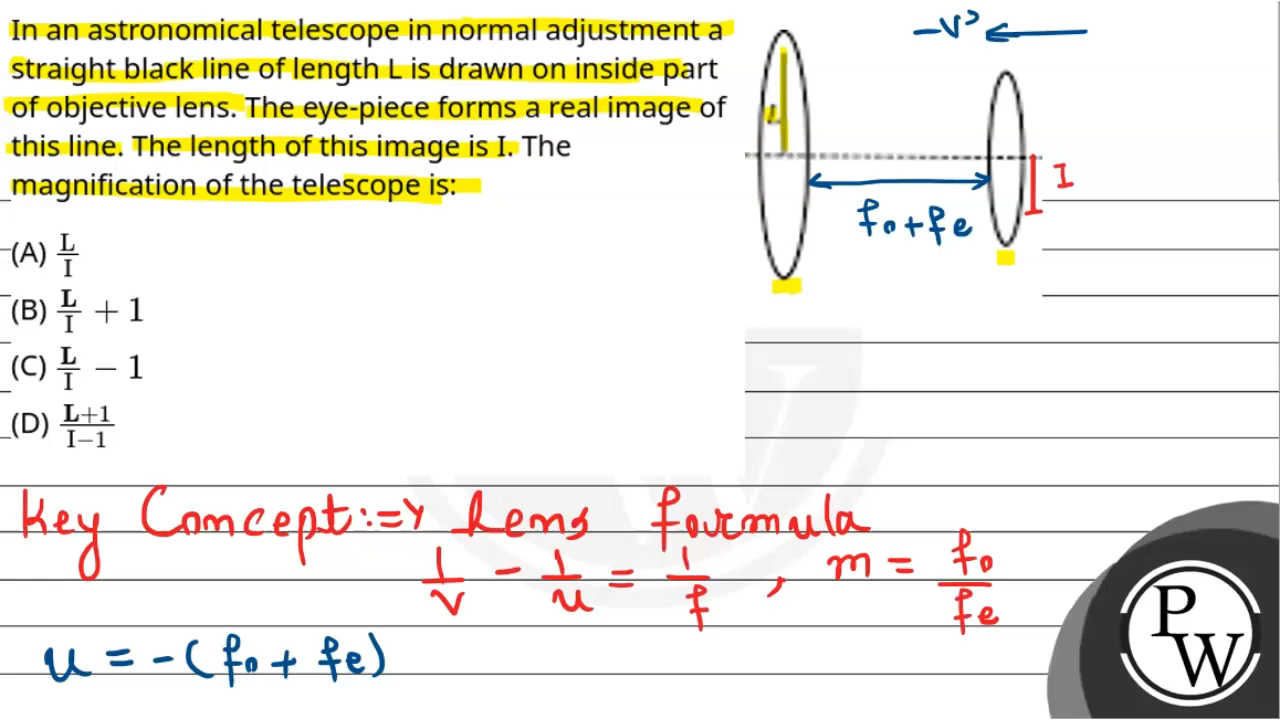 In an astronomical telescope in normal adjustment a
straight black line of length L is drawn on inside part
of objective lens. The eye-piece forms a real image of
this line. The length of this image is I. The
magnification of the telescope is:
(A) L/I
(B) L/I + 1
(C) L/I − 1
(D) L+1/I−1
L
I
f₀ + fe
Key Concept :⇒ Lens formula
1/v − 1/u = 1/f , m = f₀/fe
u = −(f₀ + fe)
P
W